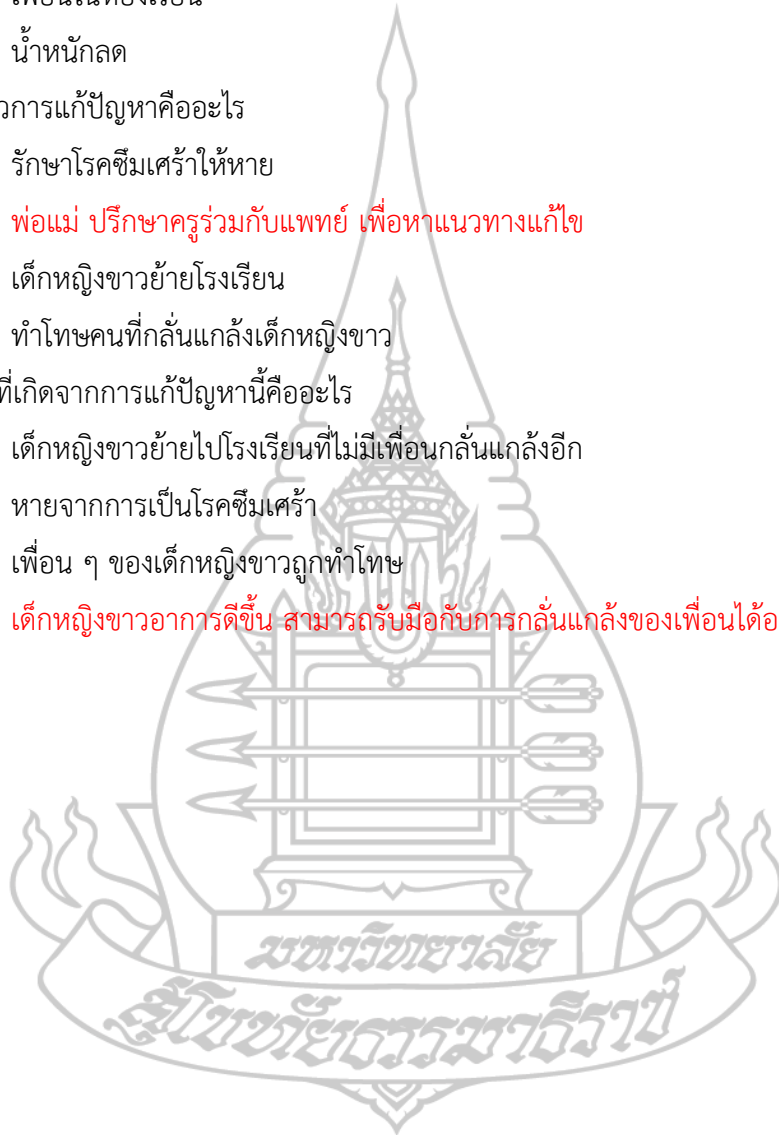 น้ำหนักลด
วการแก้ปัญหาคืออะไร
รักษาโรคซึมเศร้าให้หาย
พ่อแม่ ปรึกษาครูร่วมกับแพทย์ เพื่อหาแนวทางแก้ไข
เด็กหญิงขาวย้ายโรงเรียน
ทำโทษคนที่กลั่นแกล้งเด็กหญิงขาว
ที่เกิดจากการแก้ปัญหานี้คืออะไร
เด็กหญิงขาวย้ายไปโรงเรียนที่ไม่มีเพื่อนกลั่นแกล้งอีก
หายจากการเป็นโรคซึมเศร้า
เพื่อน ๆ ของเด็กหญิงขาวถูกทำโทษ
เด็กหญิงขาวอาการดีขึ้น สามารถรับมือกับการกลั่นแกล้งของเพื่อนได้อ
มหาวิทยาลัย
สุโขทัยธรรมาธิราช